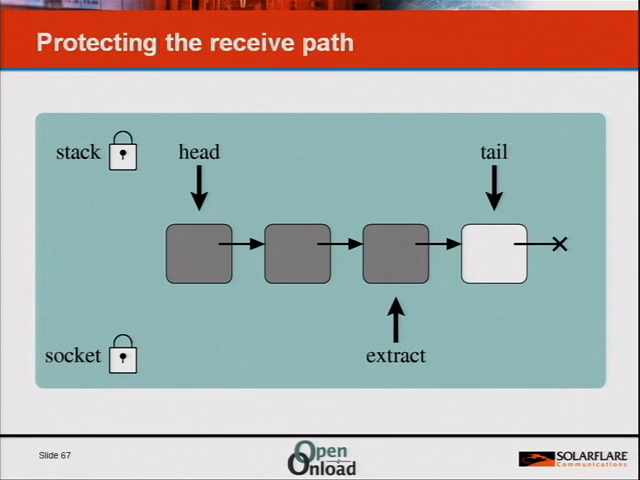 Protecting the receive path
stack
head
tail
socket
extract
Slide 67
Open
Onload
SOLARFLARE
Communications